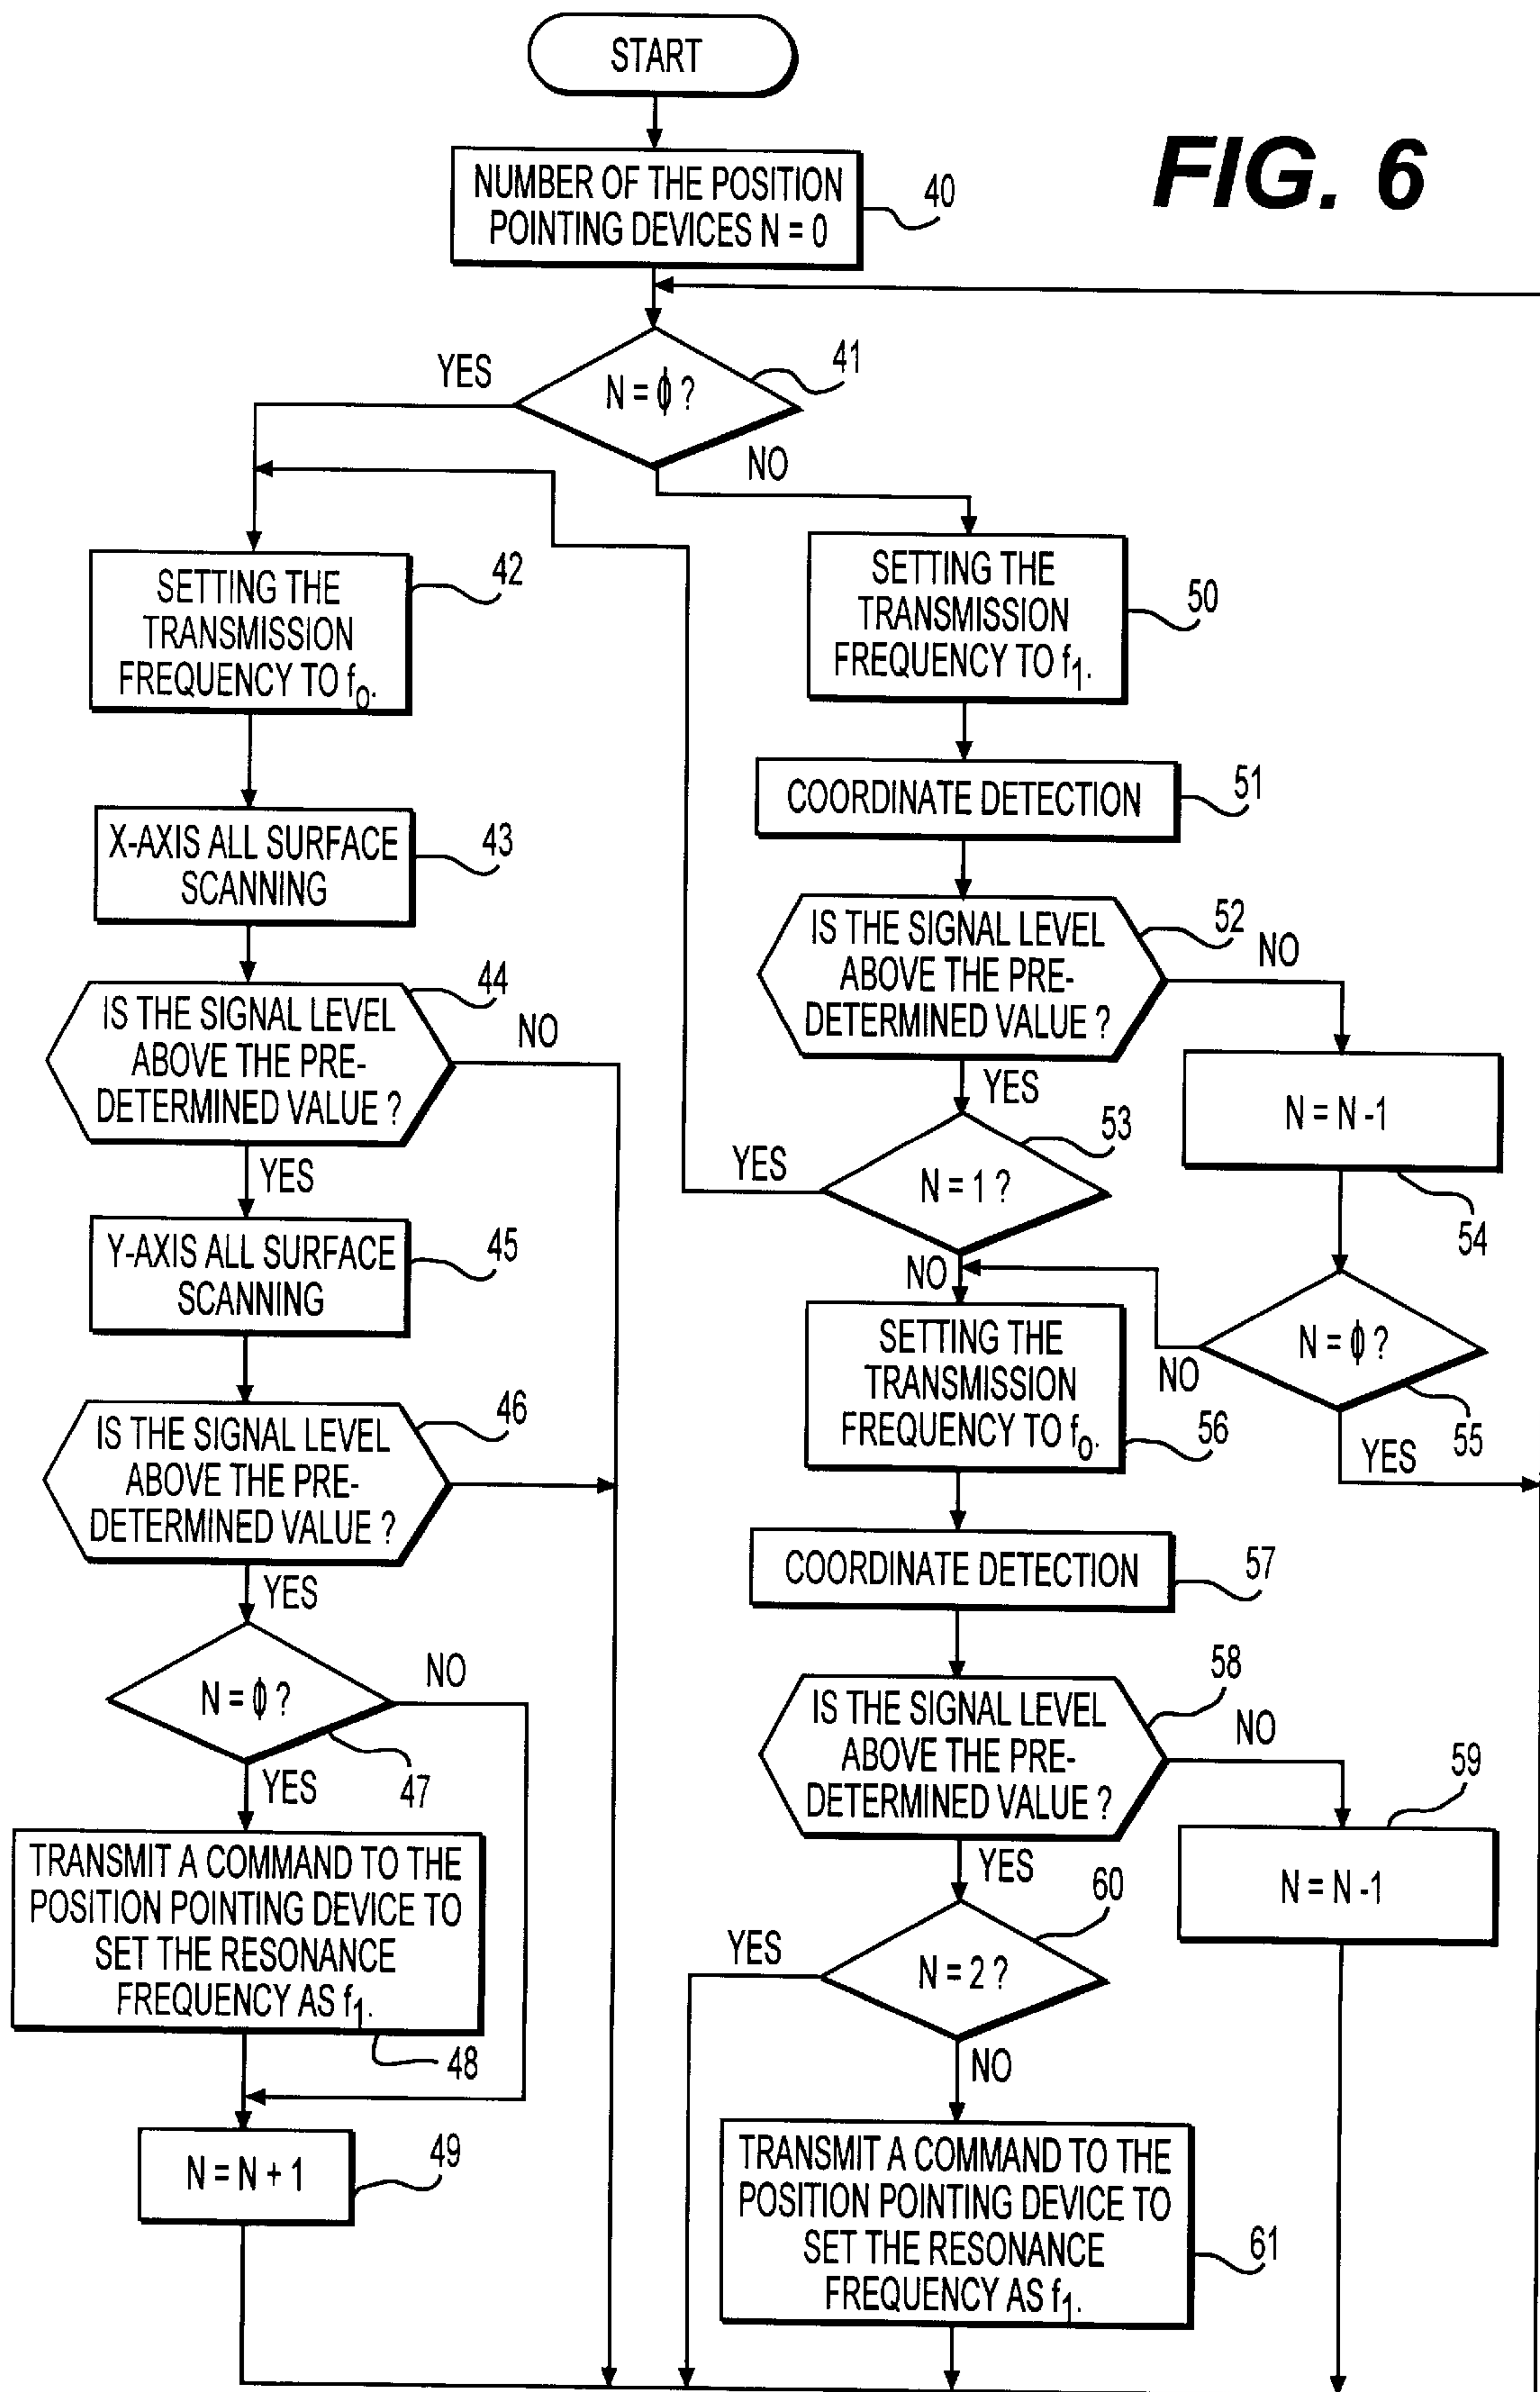 START
FIG. 6
NUMBER OF THE POSITION
POINTING DEVICES N = 0
40
N = ϕ ?
41
YES
NO
SETTING THE
TRANSMISSION
FREQUENCY TO f₀.
42
X-AXIS ALL SURFACE
SCANNING
43
IS THE SIGNAL LEVEL
ABOVE THE PRE-
DETERMINED VALUE ?
44
NO
YES
Y-AXIS ALL SURFACE
SCANNING
45
IS THE SIGNAL LEVEL
ABOVE THE PRE-
DETERMINED VALUE ?
46
YES
N = ϕ ?
NO
47
YES
TRANSMIT A COMMAND TO THE
POSITION POINTING DEVICE TO
SET THE RESONANCE
FREQUENCY AS f₁.
48
N = N + 1
49
SETTING THE
TRANSMISSION
FREQUENCY TO f₁.
50
COORDINATE DETECTION
51
IS THE SIGNAL LEVEL
ABOVE THE PRE-
DETERMINED VALUE ?
52
NO
YES
N = 1 ?
53
YES
NO
N = N -1
54
N = ϕ ?
NO
55
YES
SETTING THE
TRANSMISSION
FREQUENCY TO f₀.
56
COORDINATE DETECTION
57
IS THE SIGNAL LEVEL
ABOVE THE PRE-
DETERMINED VALUE ?
58
NO
YES
N = N -1
59
N = 2 ?
60
YES
NO
TRANSMIT A COMMAND TO THE
POSITION POINTING DEVICE TO
SET THE RESONANCE
FREQUENCY AS f₁.
61